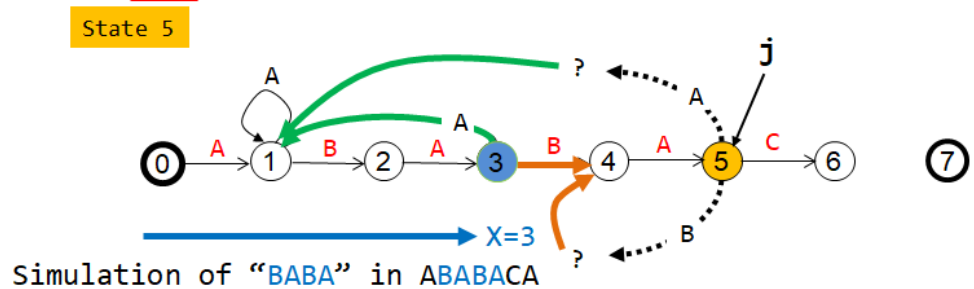 State 5
j
A
?
A
A
0
A
1
B
2
A
3
B
4
A
5
C
6
7
B
X=3
?
Simulation of “BABA” in ABABACA